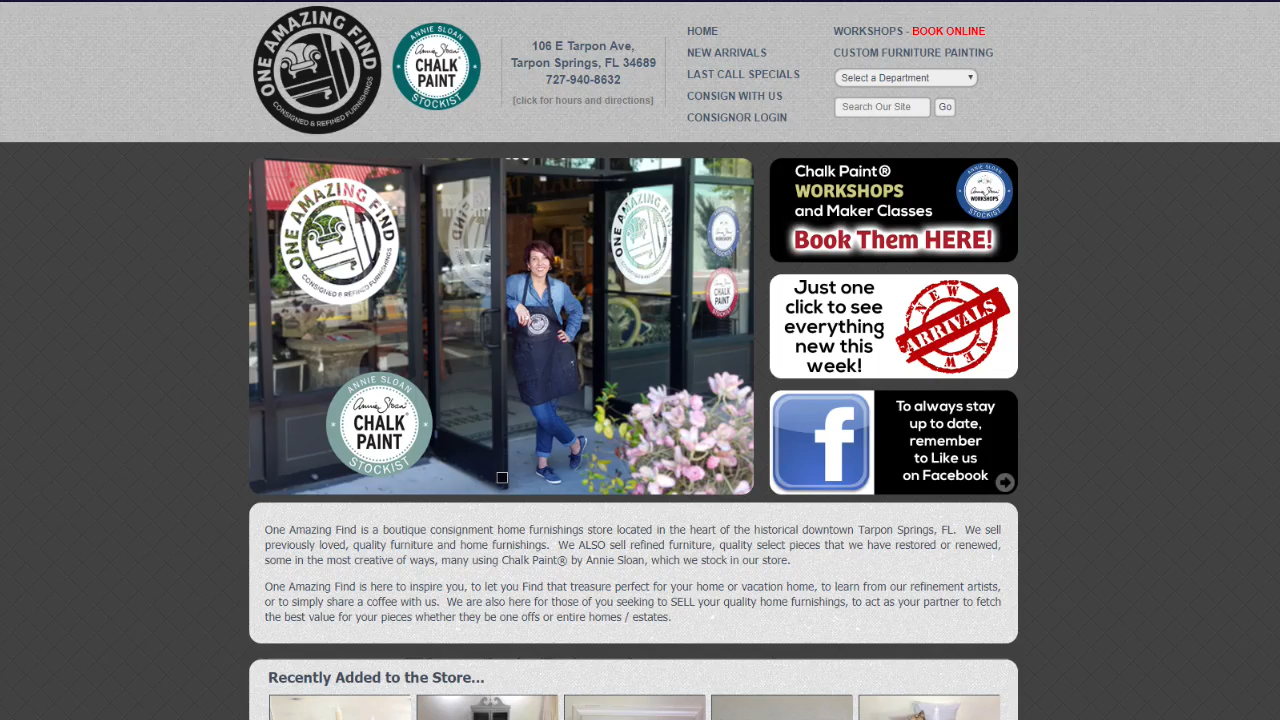 ONE AMAZING FIND
CONSIGNED & REFINED FURNISHINGS
ANNIE SLOAN
Annie Sloan
CHALK
PAINT
STOCKIST
106 E Tarpon Ave,
Tarpon Springs, FL 34689
727-940-8632
[click for hours and directions]
HOME
NEW ARRIVALS
LAST CALL SPECIALS
CONSIGN WITH US
CONSIGNOR LOGIN
WORKSHOPS - BOOK ONLINE
CUSTOM FURNITURE PAINTING
Select a Department
Search Our Site Go
ONE AMAZING FIND
CONSIGNED & REFINED FURNISHINGS
ONE AMAZING FIND
ANNIE SLOAN
Annie Sloan
CHALK
PAINT
STOCKIST
Chalk Paint®
WORKSHOPS
and Maker Classes
Book Them HERE!
ANNIE SLOAN
Annie Sloan
WORKSHOPS
STOCKIST
Just one
click to see
everything
new this
week!
NEW
ARRIVALS
NEW
f
To always stay
up to date,
remember
to Like us
on Facebook
One Amazing Find is a boutique consignment home furnishings store located in the heart of the historical downtown Tarpon Springs, FL. We sell
previously loved, quality furniture and home furnishings. We ALSO sell refined furniture, quality select pieces that we have restored or renewed,
some in the most creative of ways, many using Chalk Paint® by Annie Sloan, which we stock in our store.
One Amazing Find is here to inspire you, to let you Find that treasure perfect for your home or vacation home, to learn from our refinement artists,
or to simply share a coffee with us. We are also here for those of you seeking to SELL your quality home furnishings, to act as your partner to fetch
the best value for your pieces whether they be one offs or entire homes / estates.
Recently Added to the Store...